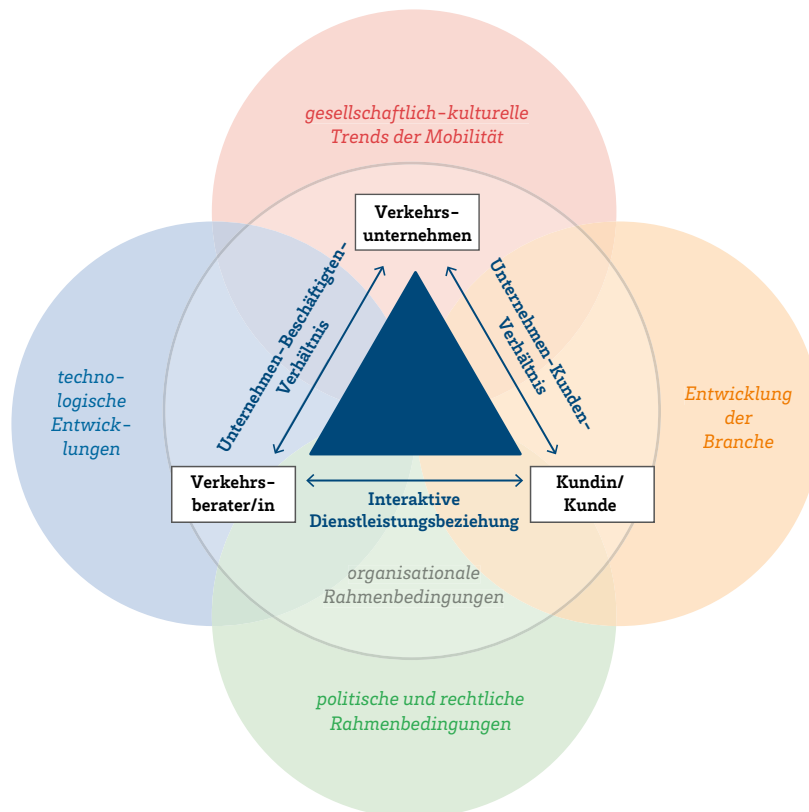 gesellschaftlich-kulturelle
Trends der Mobilität
Verkehrs-
unternehmen
Unternehmen-Beschäftigten-
Verhältnis
Unternehmen-Kunden-
Verhältnis
techno-
logische
Entwick-
lungen
Entwicklung
der
Branche
Verkehrs-
berater/in
Kundin/
Kunde
Interaktive
Dienstleistungsbeziehung
organisationale
Rahmenbedingungen
politische und rechtliche
Rahmenbedingungen